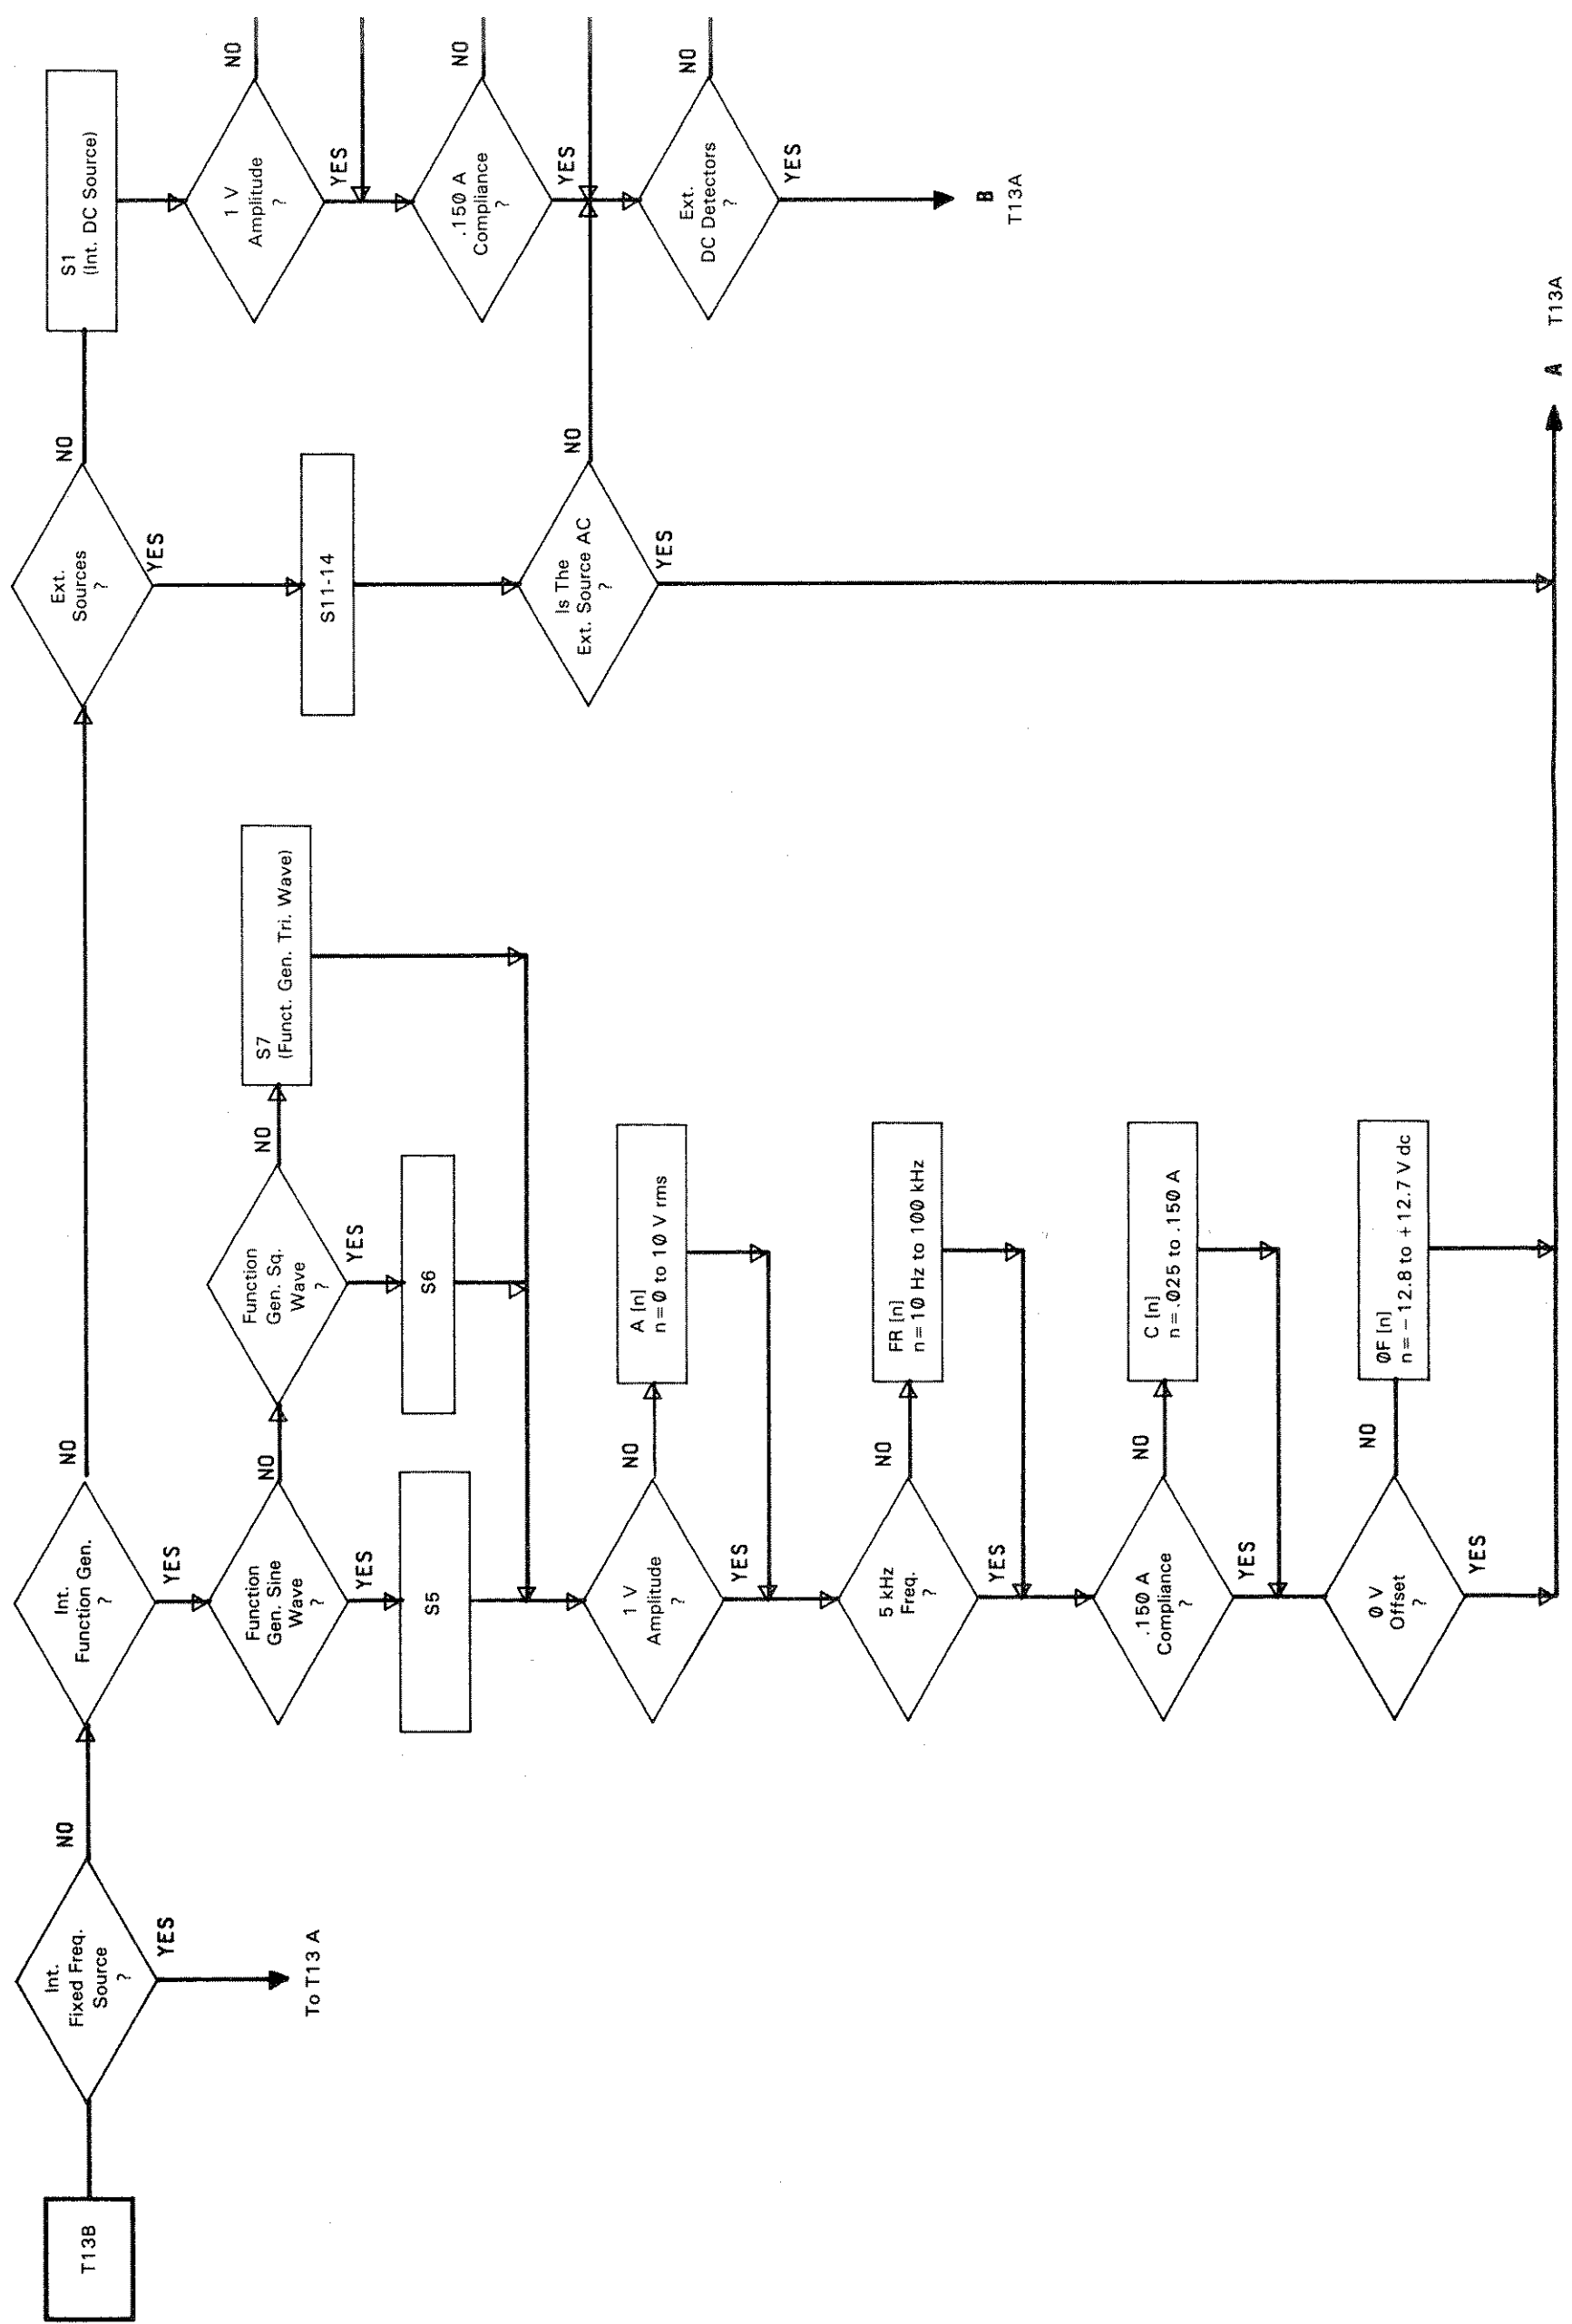 T13B
Int.
Fixed Freq.
Source
?
NO
YES
To T13 A
Int.
Function Gen.
?
NO
YES
Function
Gen. Sine
Wave
?
NO
YES
S5
Function
Gen. Sq.
Wave
?
NO
YES
S6
S7
(Funct. Gen. Tri. Wave)
1 V
Amplitude
?
NO
YES
A [n]
n=0 to 10 V rms
5 kHz
Freq.
?
NO
YES
FR [n]
n=10 Hz to 100 kHz
.150 A
Compliance
?
NO
YES
C [n]
n=.025 to .150 A
0 V
Offset
?
NO
YES
ØF [n]
n= −12.8 to +12.7 V dc
Ext.
Sources
?
NO
YES
S11-14
Is The
Ext. Source AC
?
NO
YES
A T13A
S1
(Int. DC Source)
1 V
Amplitude
?
NO
YES
.150 A
Compliance
?
NO
YES
Ext.
DC Detectors
?
NO
YES
B
T13A